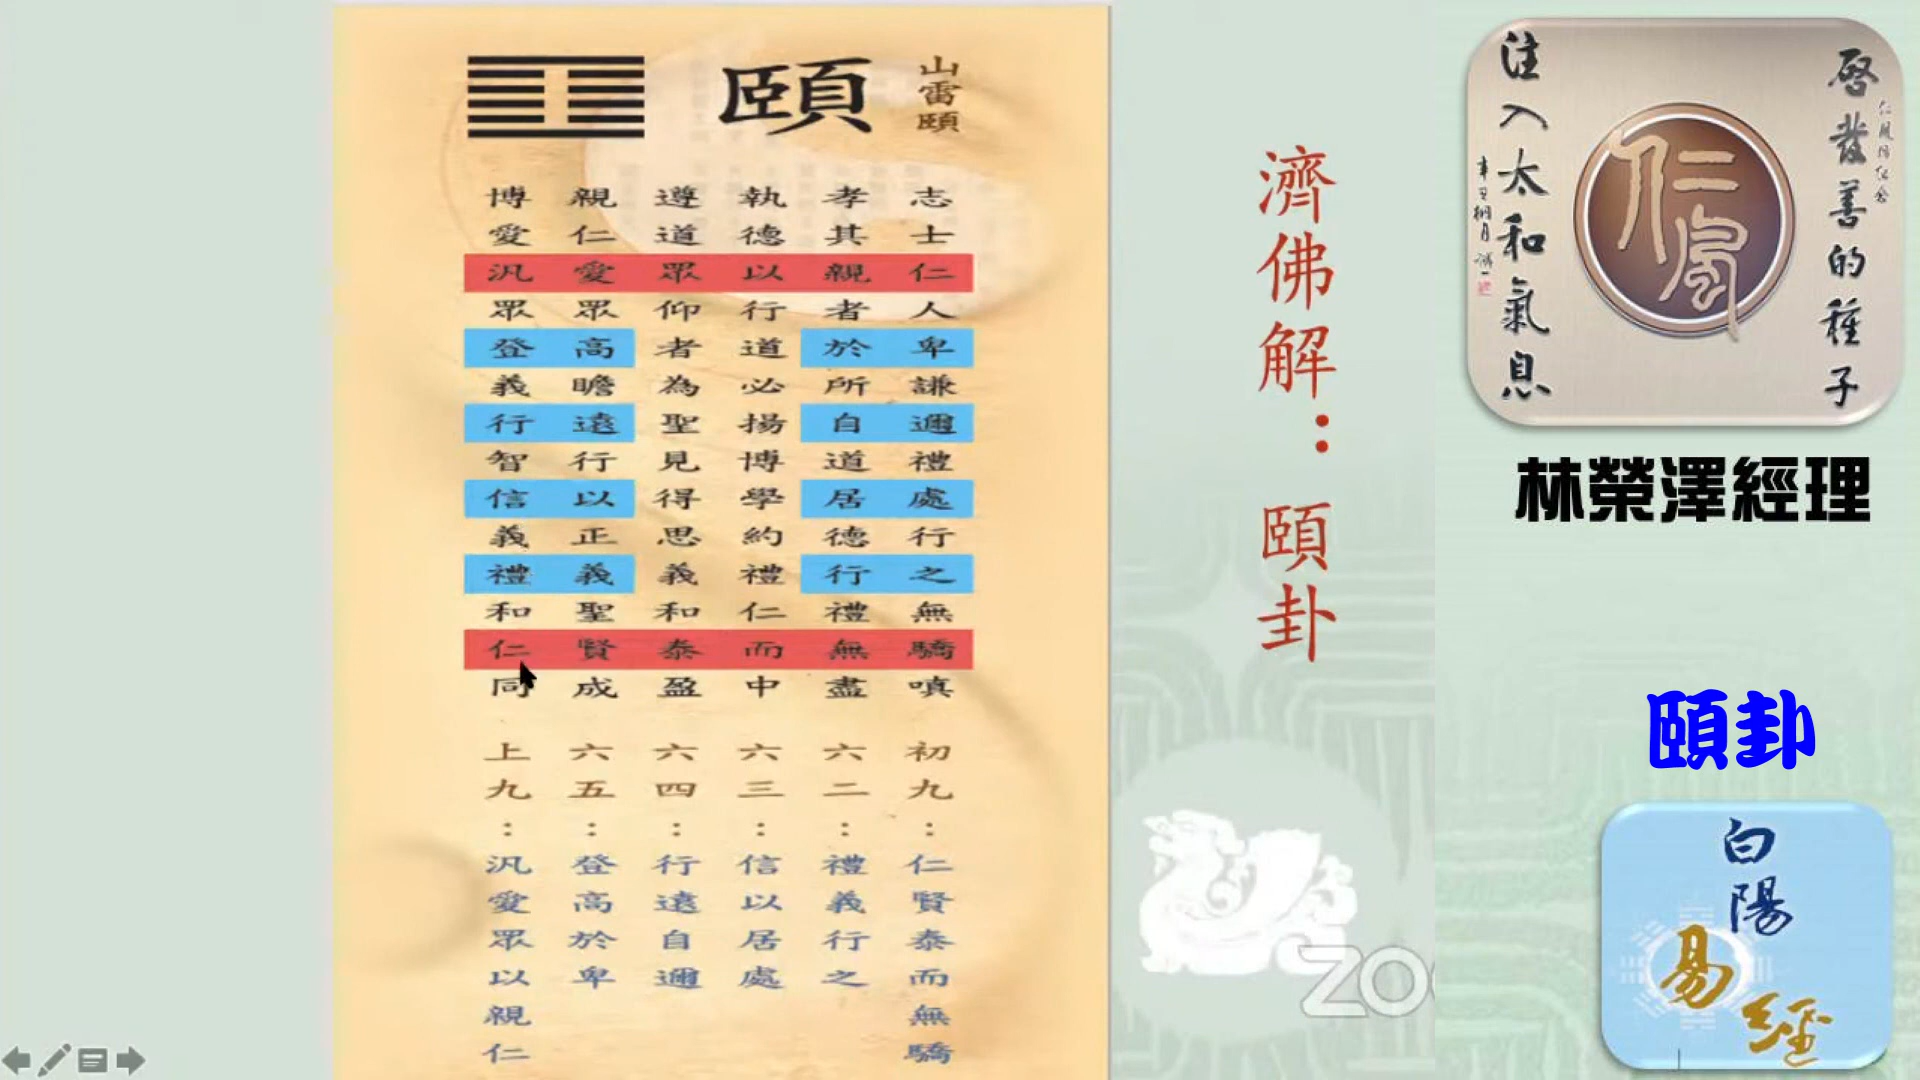 頤
山雷頤
志士仁人卑謙邇禮處行之無驕嗔
孝其親者於所自道居德行禮無盡
執德以行道必揚博學約禮仁而中
遵道眾仰者為聖見得思義和泰盈
親仁愛眾高瞻遠行以正義聖賢成
博愛汎眾登義行智信義禮和仁同
初九：仁賢泰而無驕
六二：禮義行之
六三：信以居處
六四：行遠自邇
六五：登高於卑
上九：汎愛眾以親仁
濟佛解：頤卦
啓發善的種子
仁風
注入太和氣息
林榮澤經理
頤卦
白陽
易經
ZO